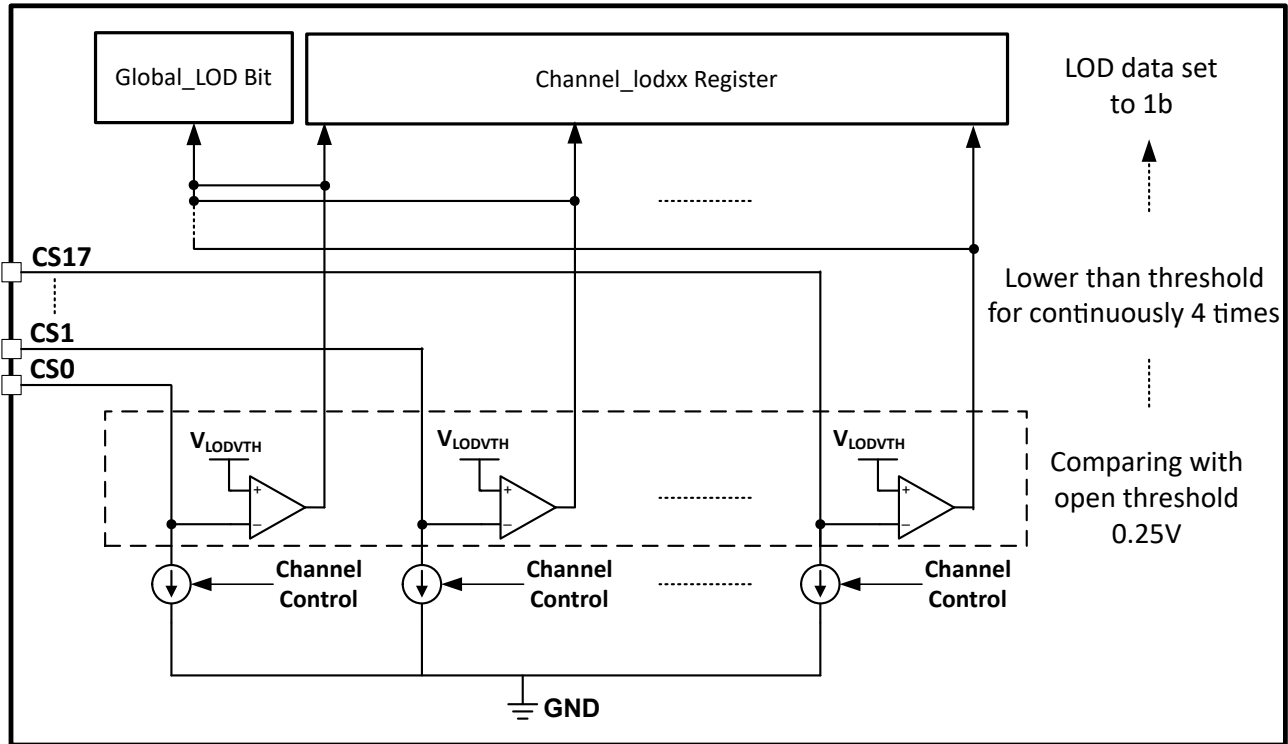 Global_LOD Bit
Channel_lodxx Register
LOD data set
to 1b
CS17
Lower than threshold
for continuously 4 times
CS1
CS0
VLODVTH
VLODVTH
VLODVTH
+
−
+
−
+
−
Comparing with
open threshold
0.25V
Channel
Control
Channel
Control
Channel
Control
GND